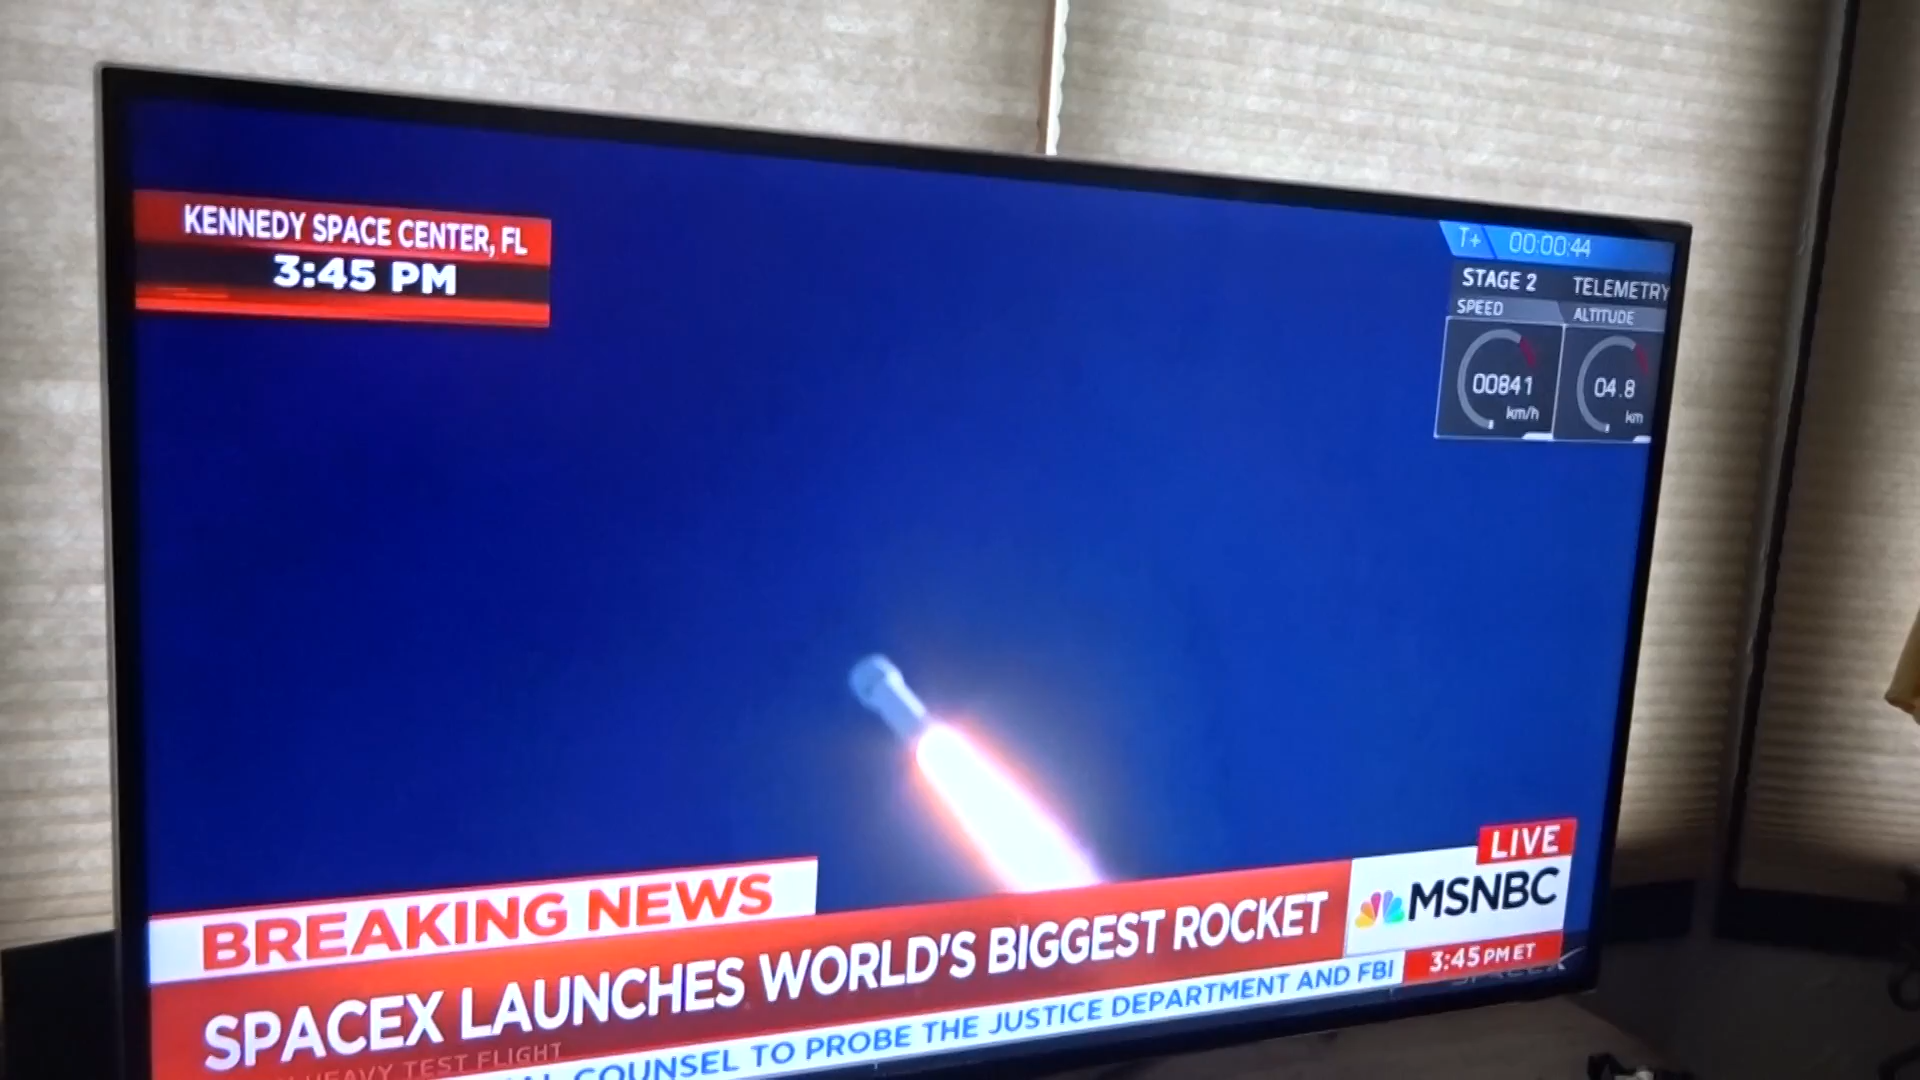 KENNEDY SPACE CENTER, FL
3:45 PM
T+ 00:00:44
STAGE 2 TELEMETRY
SPEED ALTITUDE
00841 04.8
km/h km
LIVE
BREAKING NEWS
MSNBC
SPACEX LAUNCHES WORLD'S BIGGEST ROCKET
3:45 PM ET
SPACEX
HEAVY TEST FLIGHT
COUNSEL TO PROBE THE JUSTICE DEPARTMENT AND FBI